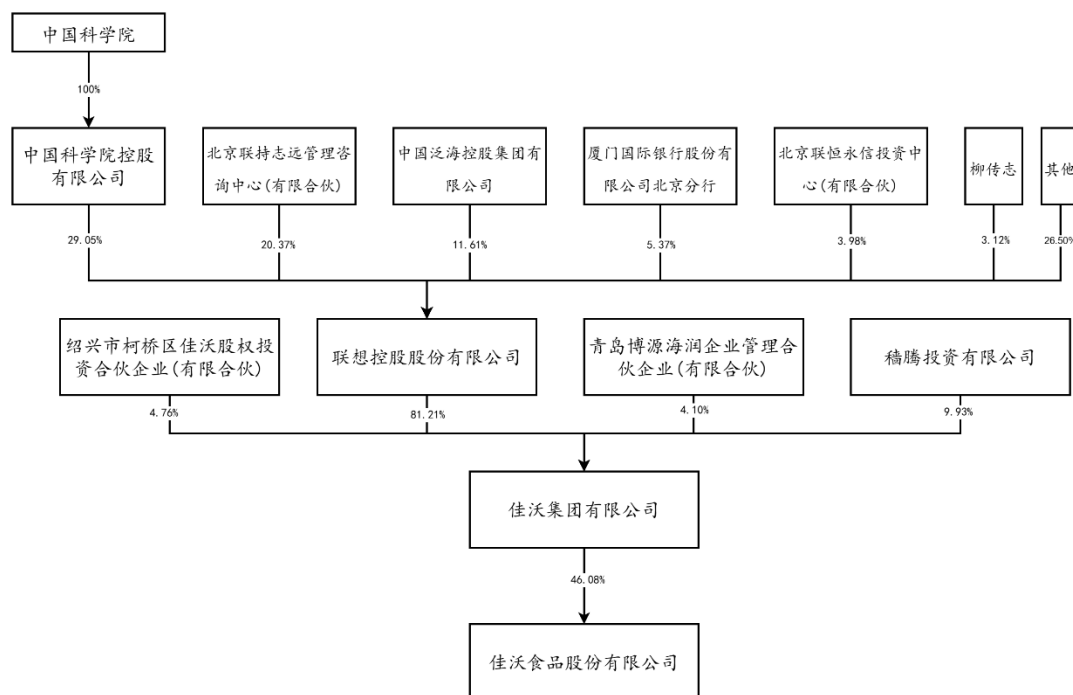 中国科学院
100%
中国科学院控股
有限公司
北京联持志远管理咨
询中心(有限合伙)
中国泛海控股集团有
限公司
厦门国际银行股份有
限公司北京分行
北京联恒永信投资中
心(有限合伙)
柳传志
其他
29.05%
20.37%
11.61%
5.37%
3.98%
3.12%
26.50%
绍兴市柯桥区佳沃股权投
资合伙企业(有限合伙)
联想控股股份有限公司
青岛博源海润企业管理合
伙企业(有限合伙)
穑腾投资有限公司
4.76%
81.21%
4.10%
9.93%
佳沃集团有限公司
46.08%
佳沃食品股份有限公司